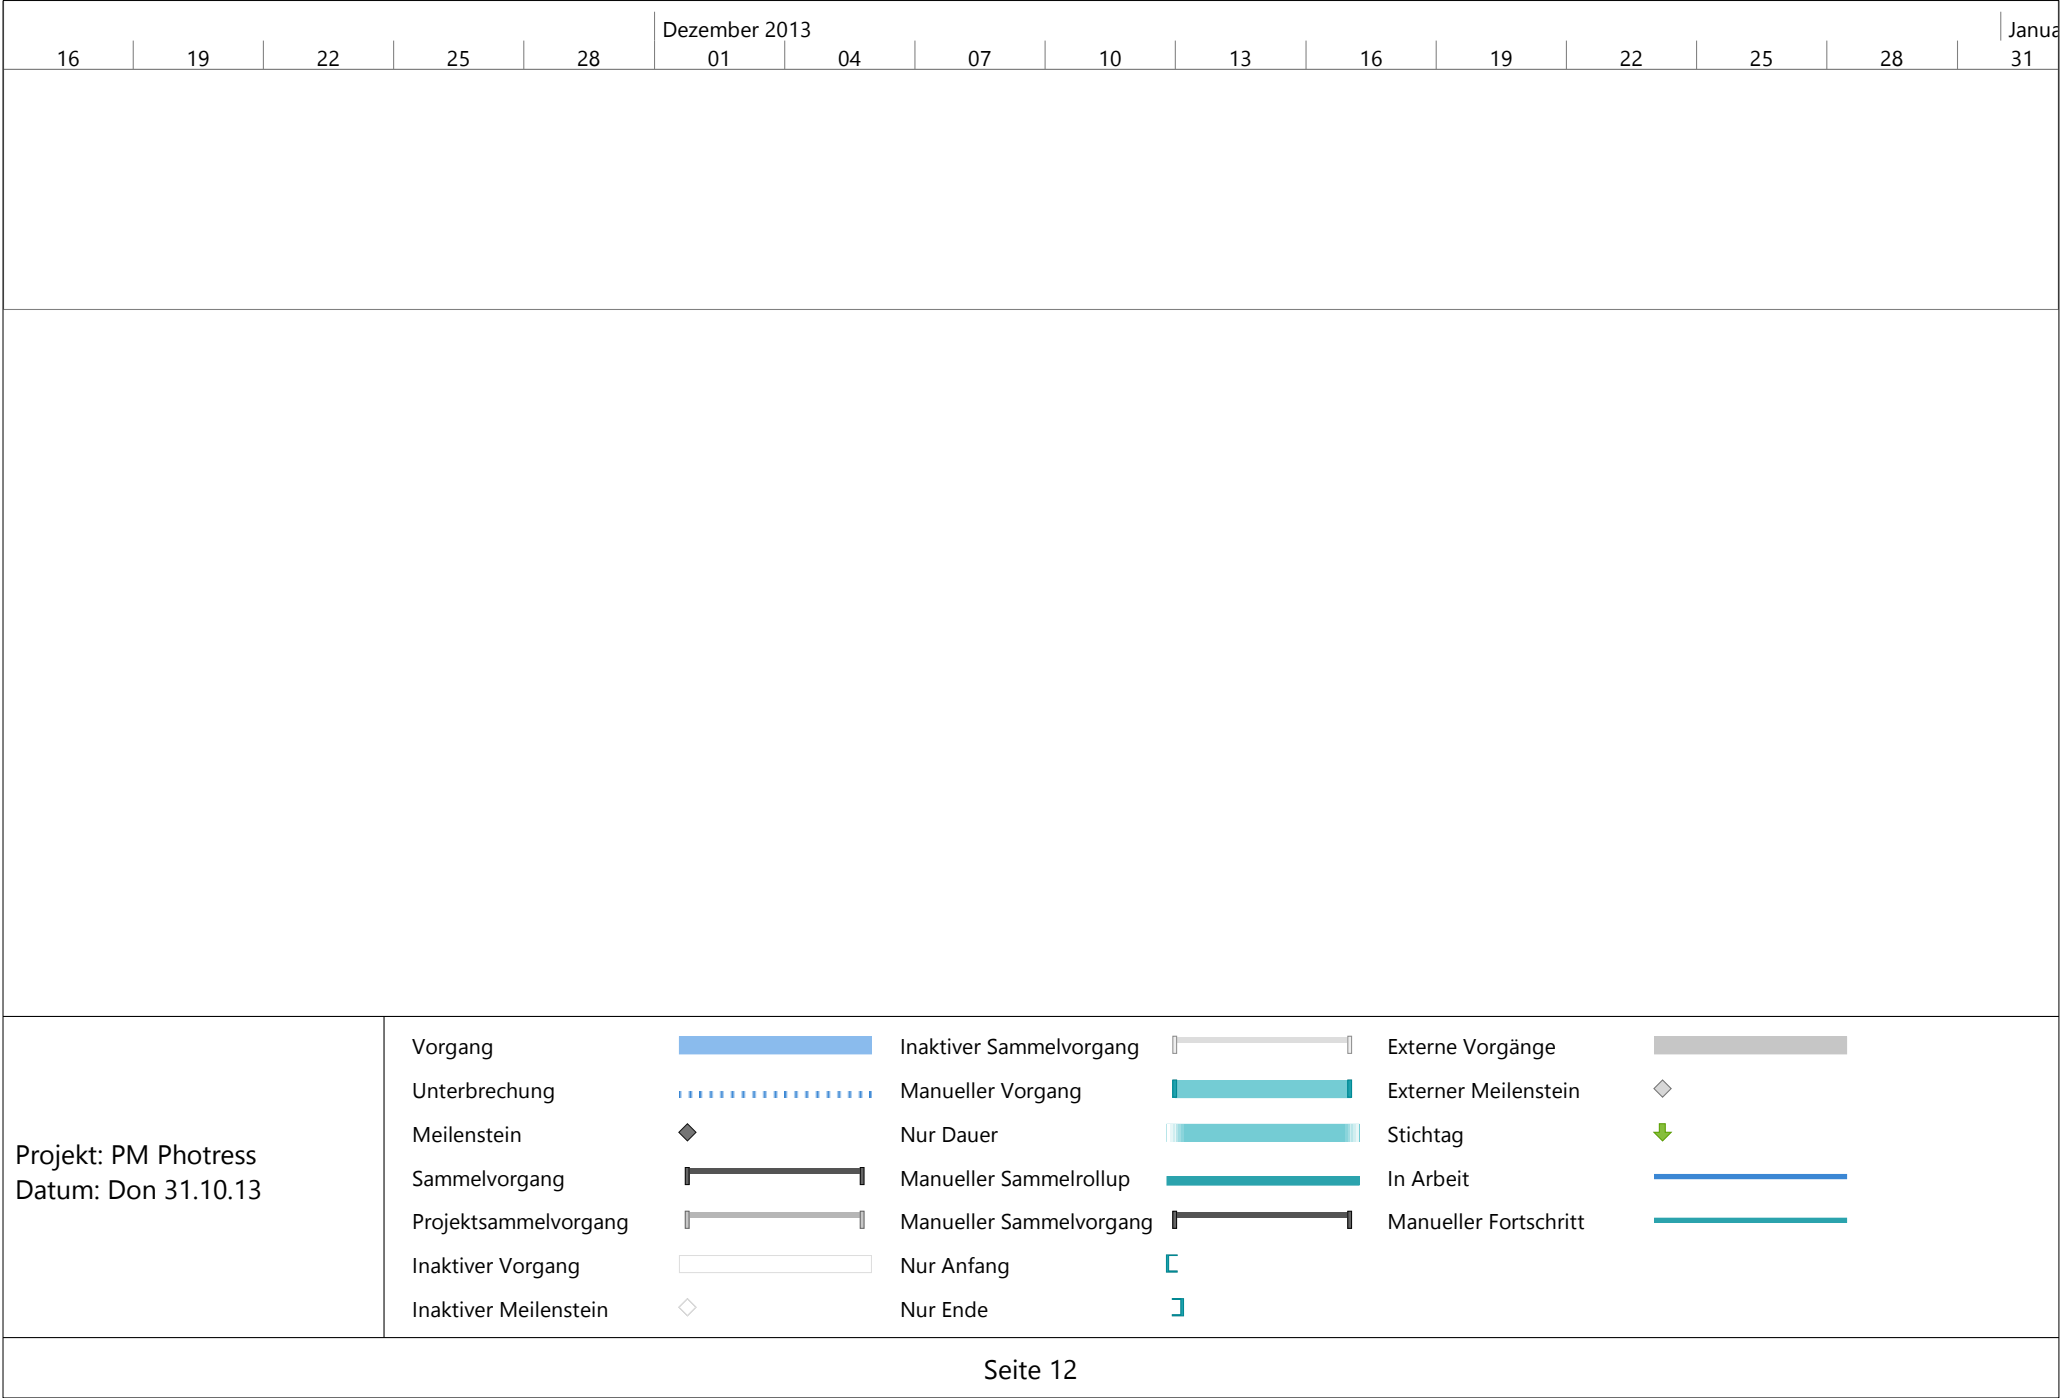 Dezember 2013 Janua
16 19 22 25 28 01 04 07 10 13 16 19 22 25 28 31
Projekt: PM Photress
Datum: Don 31.10.13
Vorgang
Unterbrechung
Meilenstein
Sammelvorgang
Projektsammelvorgang
Inaktiver Vorgang
Inaktiver Meilenstein
Inaktiver Sammelvorgang
Manueller Vorgang
Nur Dauer
Manueller Sammelrollup
Manueller Sammelvorgang
Nur Anfang
Nur Ende
Externe Vorgänge
Externer Meilenstein
Stichtag
In Arbeit
Manueller Fortschritt
Seite 12